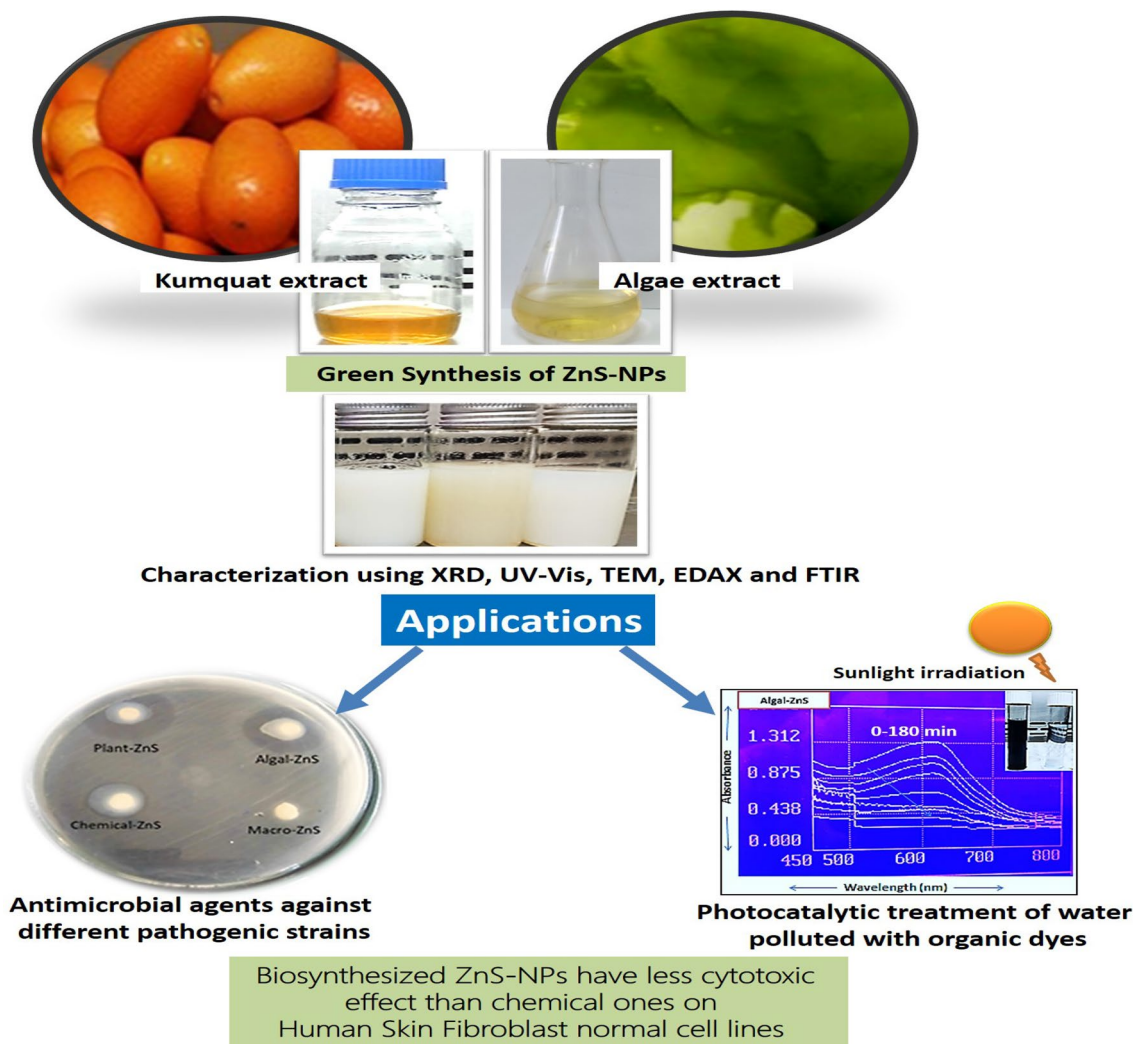 Kumquat extract
Algae extract
Green Synthesis of ZnS-NPs
Characterization using XRD, UV-Vis, TEM, EDAX and FTIR
Applications
Sunlight irradiation
Plant-ZnS
Algal-ZnS
Chemical-ZnS
Macro-ZnS
Algal-ZnS
0-180 min
1.312
0.875
0.438
0.000
Absorbance
450 500 600 700 800
Wavelength (nm)
Antimicrobial agents against
different pathogenic strains
Photocatalytic treatment of water
polluted with organic dyes
Biosynthesized ZnS-NPs have less cytotoxic
effect than chemical ones on
Human Skin Fibroblast normal cell lines